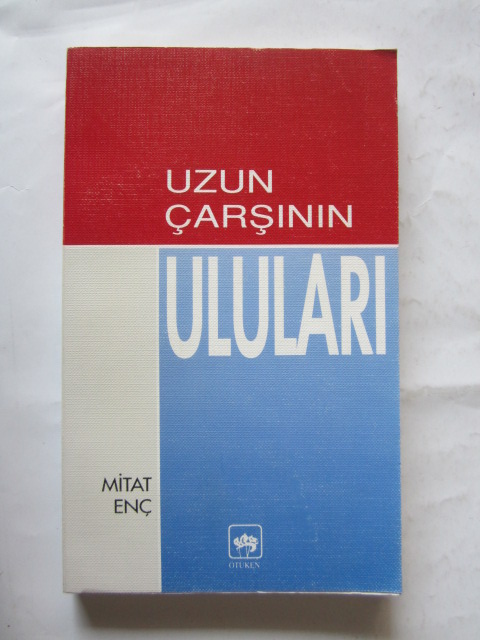 UZUN
ÇARŞININ
ULULARI
MİTAT
ENÇ
ÖTÜKEN